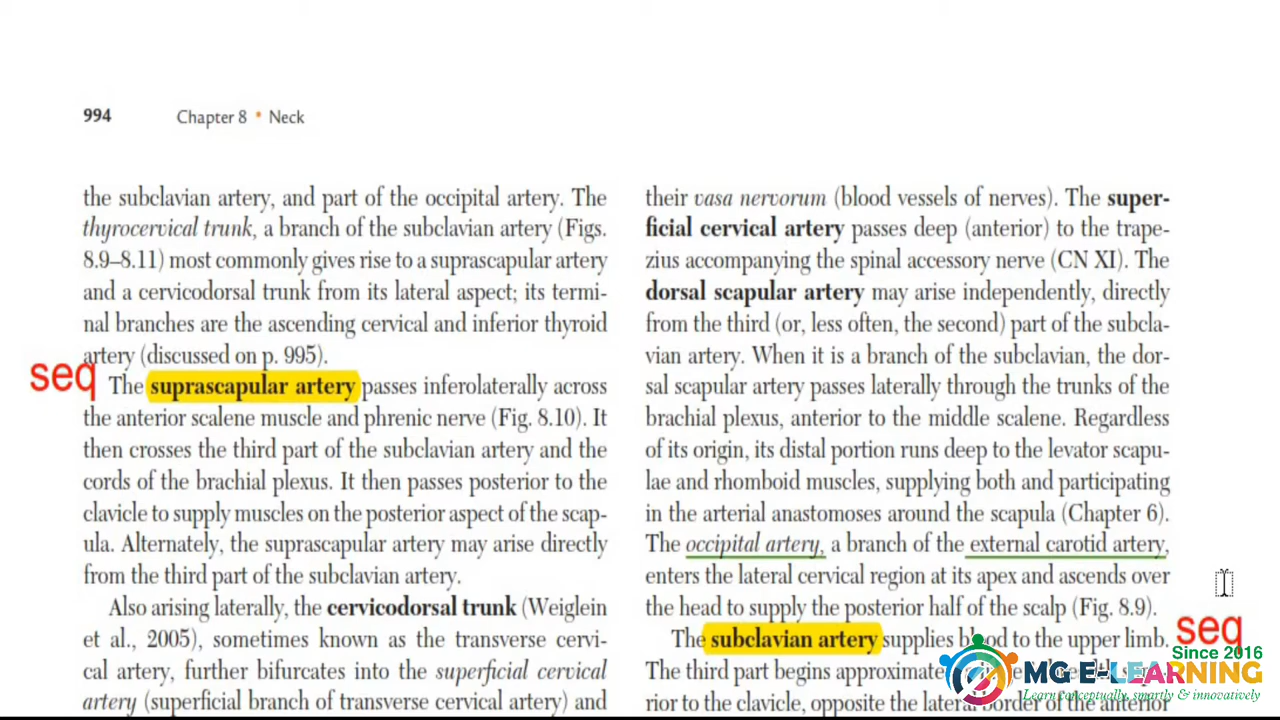 994 Chapter 8 • Neck
the subclavian artery, and part of the occipital artery. The
thyrocervical trunk, a branch of the subclavian artery (Figs.
8.9–8.11) most commonly gives rise to a suprascapular artery
and a cervicodorsal trunk from its lateral aspect; its termi-
nal branches are the ascending cervical and inferior thyroid
artery (discussed on p. 995).
seq
The suprascapular artery passes inferolaterally across
the anterior scalene muscle and phrenic nerve (Fig. 8.10). It
then crosses the third part of the subclavian artery and the
cords of the brachial plexus. It then passes posterior to the
clavicle to supply muscles on the posterior aspect of the scap-
ula. Alternately, the suprascapular artery may arise directly
from the third part of the subclavian artery.
Also arising laterally, the cervicodorsal trunk (Weiglein
et al., 2005), sometimes known as the transverse cervi-
cal artery, further bifurcates into the superficial cervical
artery (superficial branch of transverse cervical artery) and
their vasa nervorum (blood vessels of nerves). The super-
ficial cervical artery passes deep (anterior) to the trape-
zius accompanying the spinal accessory nerve (CN XI). The
dorsal scapular artery may arise independently, directly
from the third (or, less often, the second) part of the subcla-
vian artery. When it is a branch of the subclavian, the dor-
sal scapular artery passes laterally through the trunks of the
brachial plexus, anterior to the middle scalene. Regardless
of its origin, its distal portion runs deep to the levator scapu-
lae and rhomboid muscles, supplying both and participating
in the arterial anastomoses around the scapula (Chapter 6).
The occipital artery, a branch of the external carotid artery,
enters the lateral cervical region at its apex and ascends over
the head to supply the posterior half of the scalp (Fig. 8.9).
The subclavian artery supplies blood to the upper limb.
seq
The third part begins
rior to the clavicle, opposite the lateral border of the anterior
Since 2016
MG E-LEARNING
Learn conceptually, smartly & innovatively